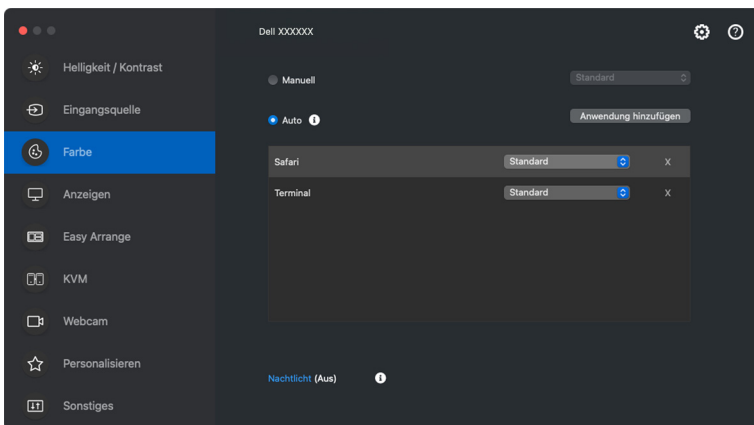 Dell XXXXXX
Helligkeit / Kontrast
Eingangsquelle
Farbe
Anzeigen
Easy Arrange
KVM
Webcam
Personalisieren
Sonstiges
Manuell
Standard
Auto
Anwendung hinzufügen
Safari Standard X
Terminal Standard X
Nachtlicht (Aus)